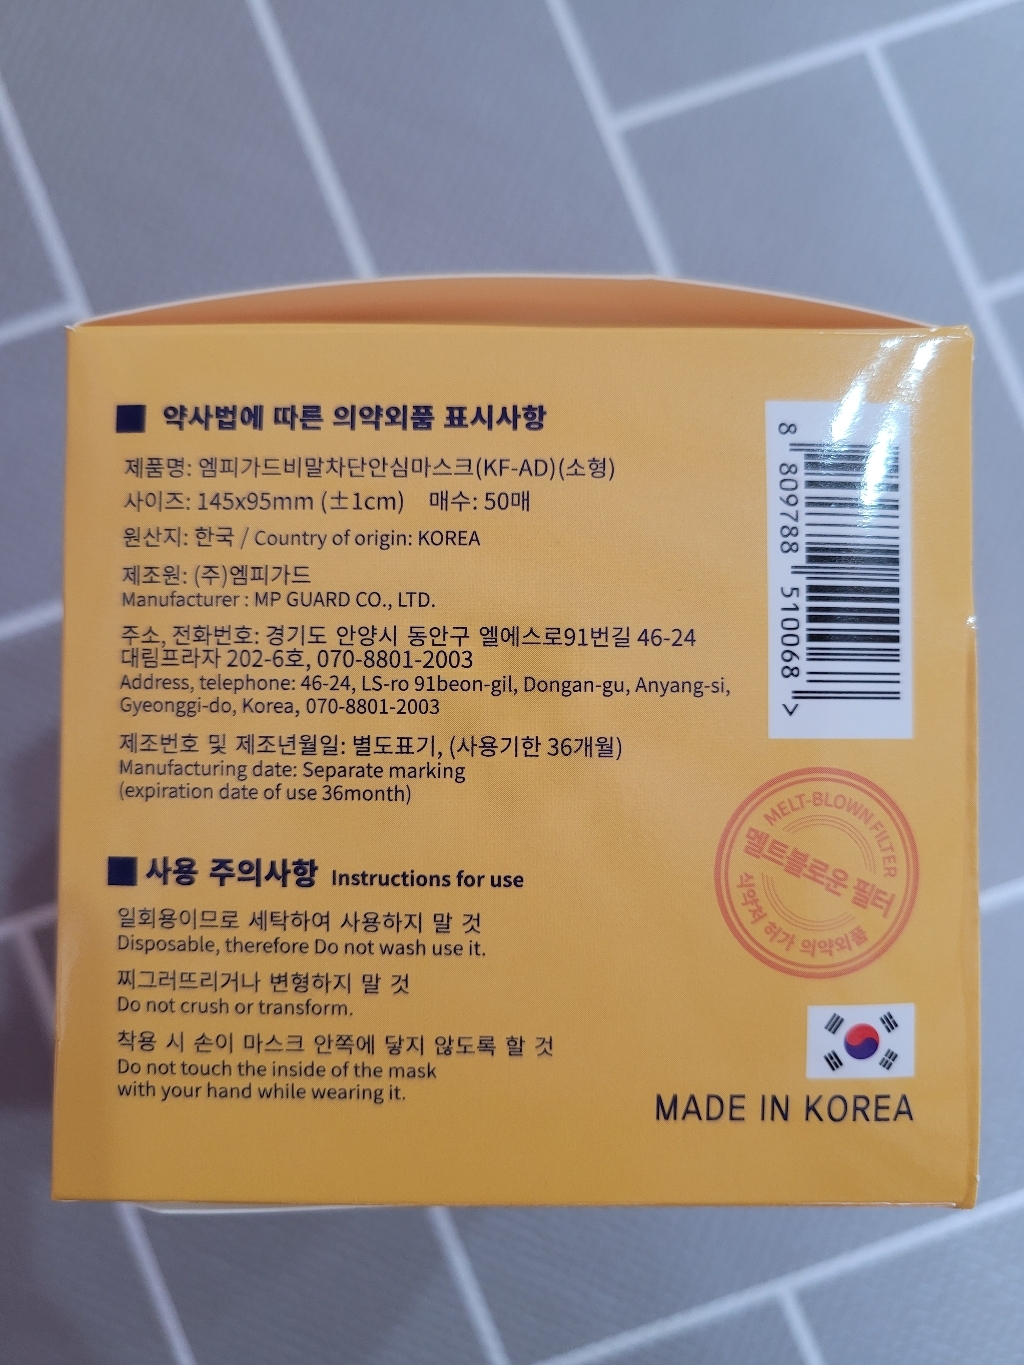 ■ 약사법에 따른 의약외품 표시사항
제품명: 엠피가드비말차단안심마스크(KF-AD)(소형)
사이즈: 145x95mm (±1cm) 매수: 50매
원산지: 한국 / Country of origin: KOREA
제조원: (주)엠피가드
Manufacturer : MP GUARD CO., LTD.
주소, 전화번호: 경기도 안양시 동안구 엘에스로91번길 46-24
대림프라자 202-6호, 070-8801-2003
Address, telephone: 46-24, LS-ro 91beon-gil, Dongan-gu, Anyang-si,
Gyeonggi-do, Korea, 070-8801-2003
제조번호 및 제조년월일: 별도표기, (사용기한 36개월)
Manufacturing date: Separate marking
(expiration date of use 36month)
■ 사용 주의사항 Instructions for use
일회용이므로 세탁하여 사용하지 말 것
Disposable, therefore Do not wash use it.
찌그러뜨리거나 변형하지 말 것
Do not crush or transform.
착용 시 손이 마스크 안쪽에 닿지 않도록 할 것
Do not touch the inside of the mask
with your hand while wearing it.
8 809788 510068 >
MELT-BLOWN FILTER
멜트블로운 필터
식약처 허가 의약외품
MADE IN KOREA